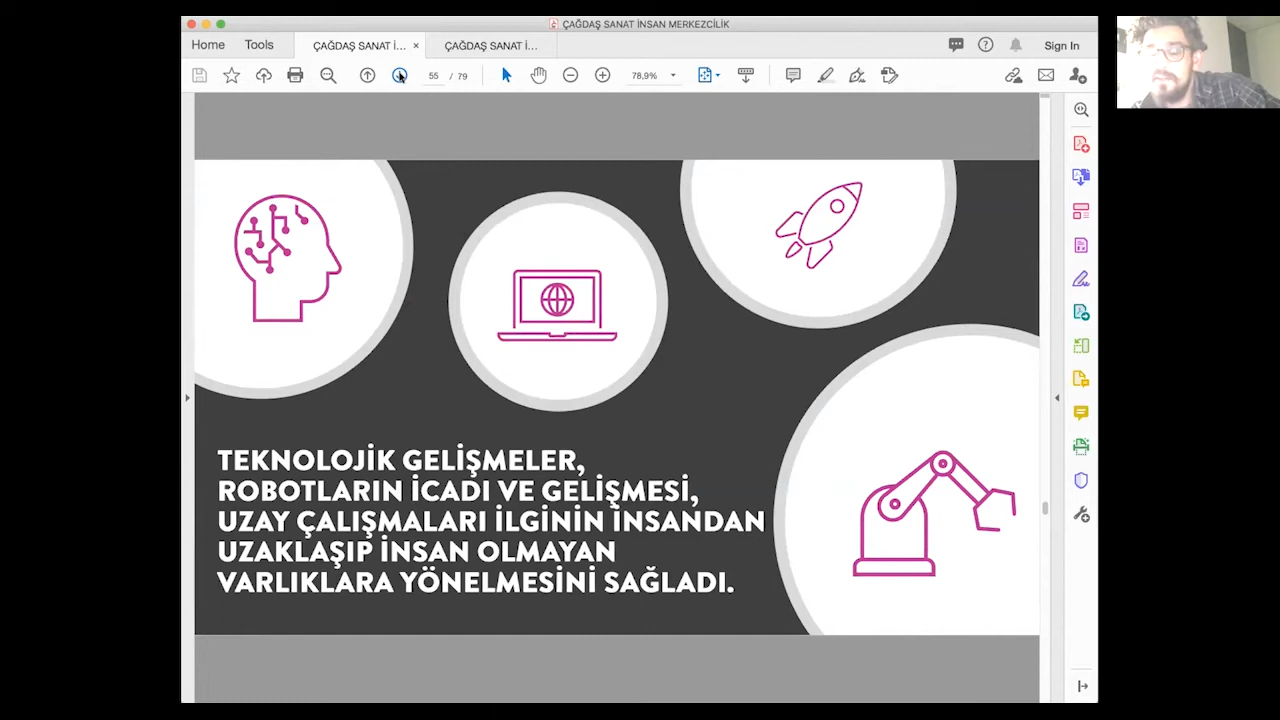 ÇAĞDAŞ SANAT İNSAN MERKEZCİLİK
Home Tools ÇAĞDAŞ SANAT İ... × ÇAĞDAŞ SANAT İ... Sign In
55 / 79 78,9%
TEKNOLOJİK GELİŞMELER,
ROBOTLARIN İCADI VE GELİŞMESİ,
UZAY ÇALIŞMALARI İLGİNİN İNSANDAN
UZAKLAŞIP İNSAN OLMAYAN
VARLIKLARA YÖNELMESİNİ SAĞLADI.